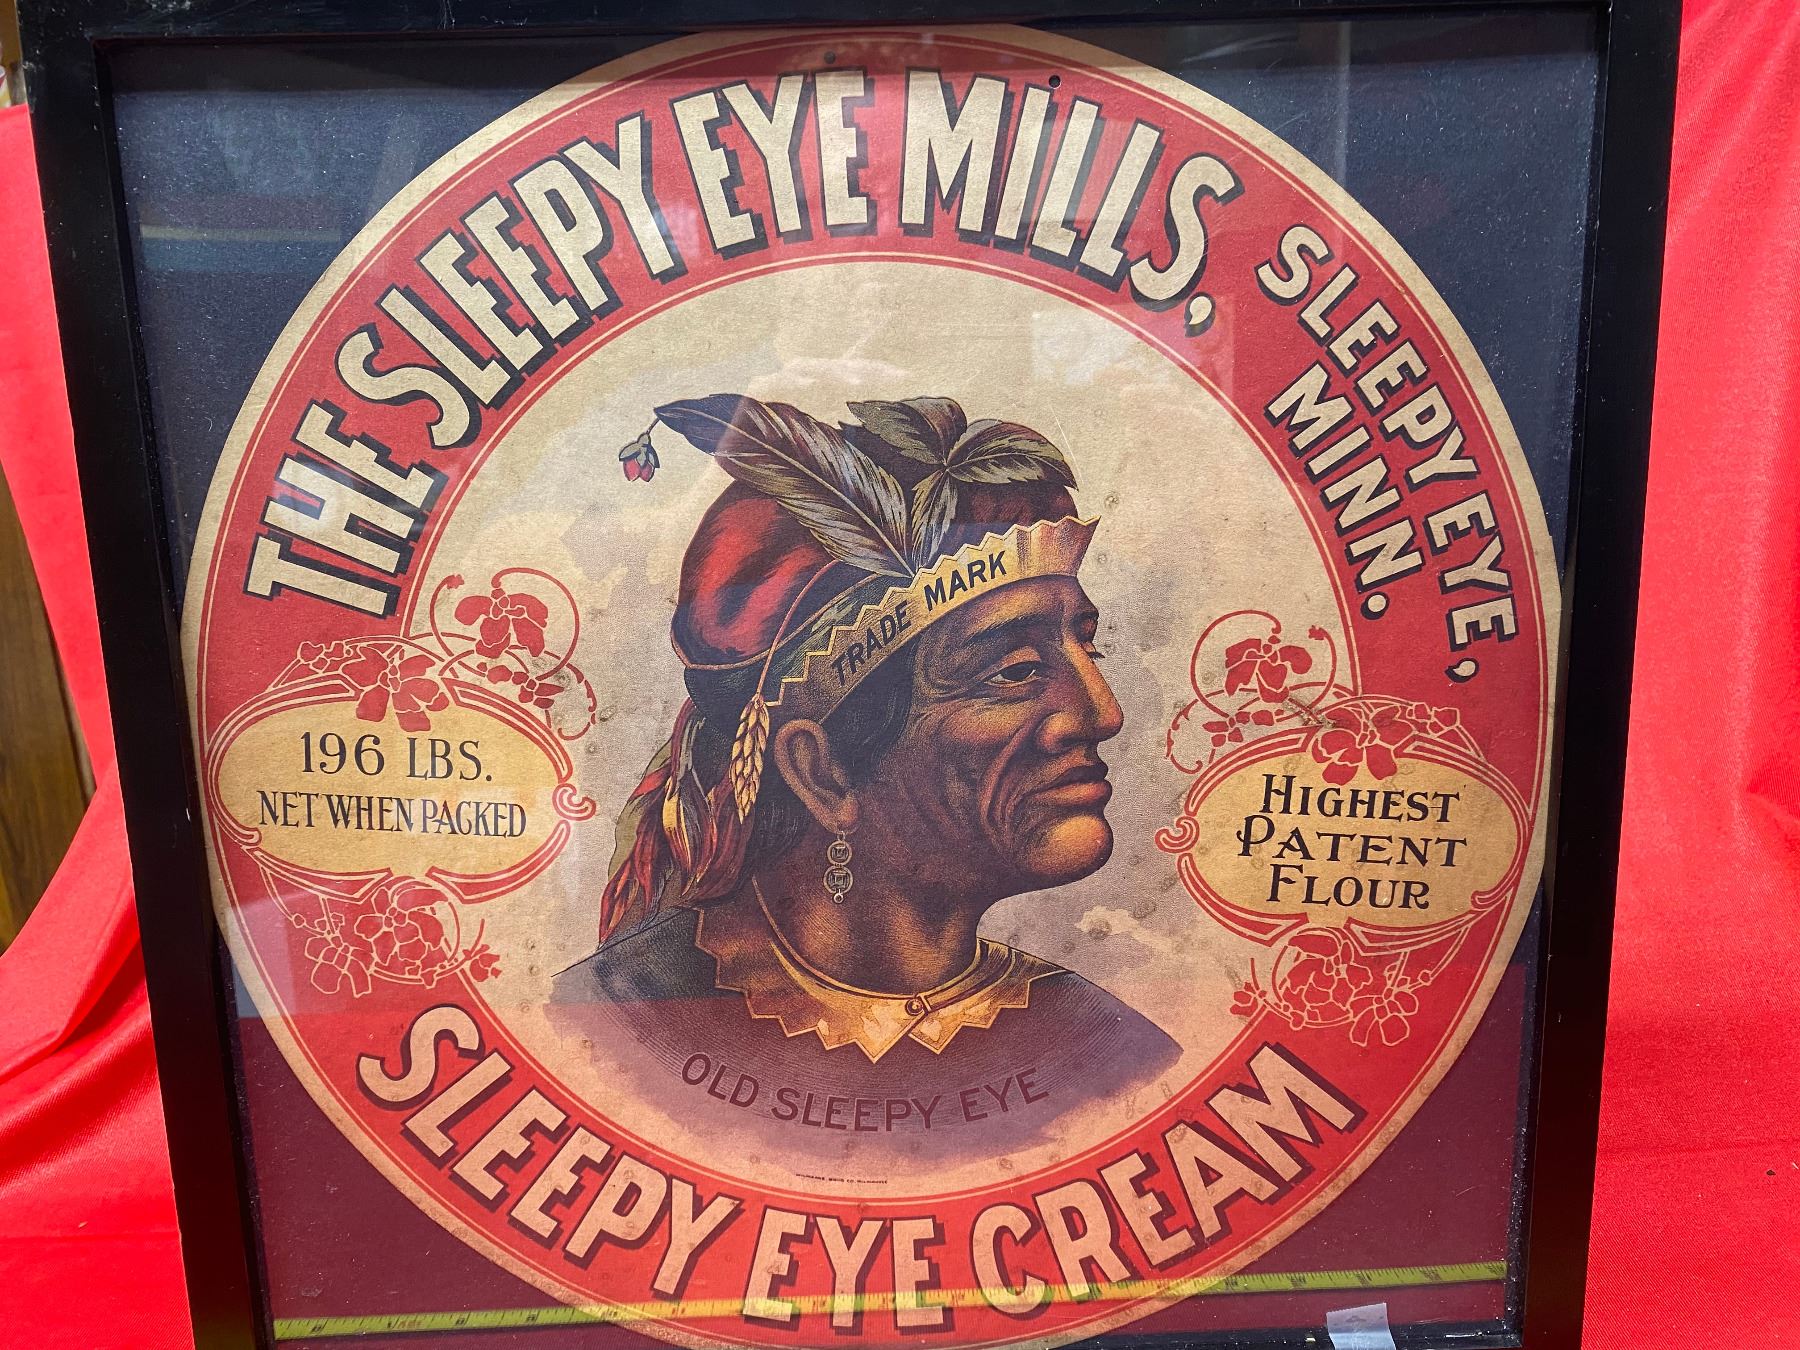 THE SLEEPY EYE MILLS,
SLEEPY EYE,
MINN.
TRADE MARK
196 LBS.
NET WHEN PACKED
HIGHEST
PATENT
FLOUR
OLD SLEEPY EYE
SLEEPY EYE CREAM